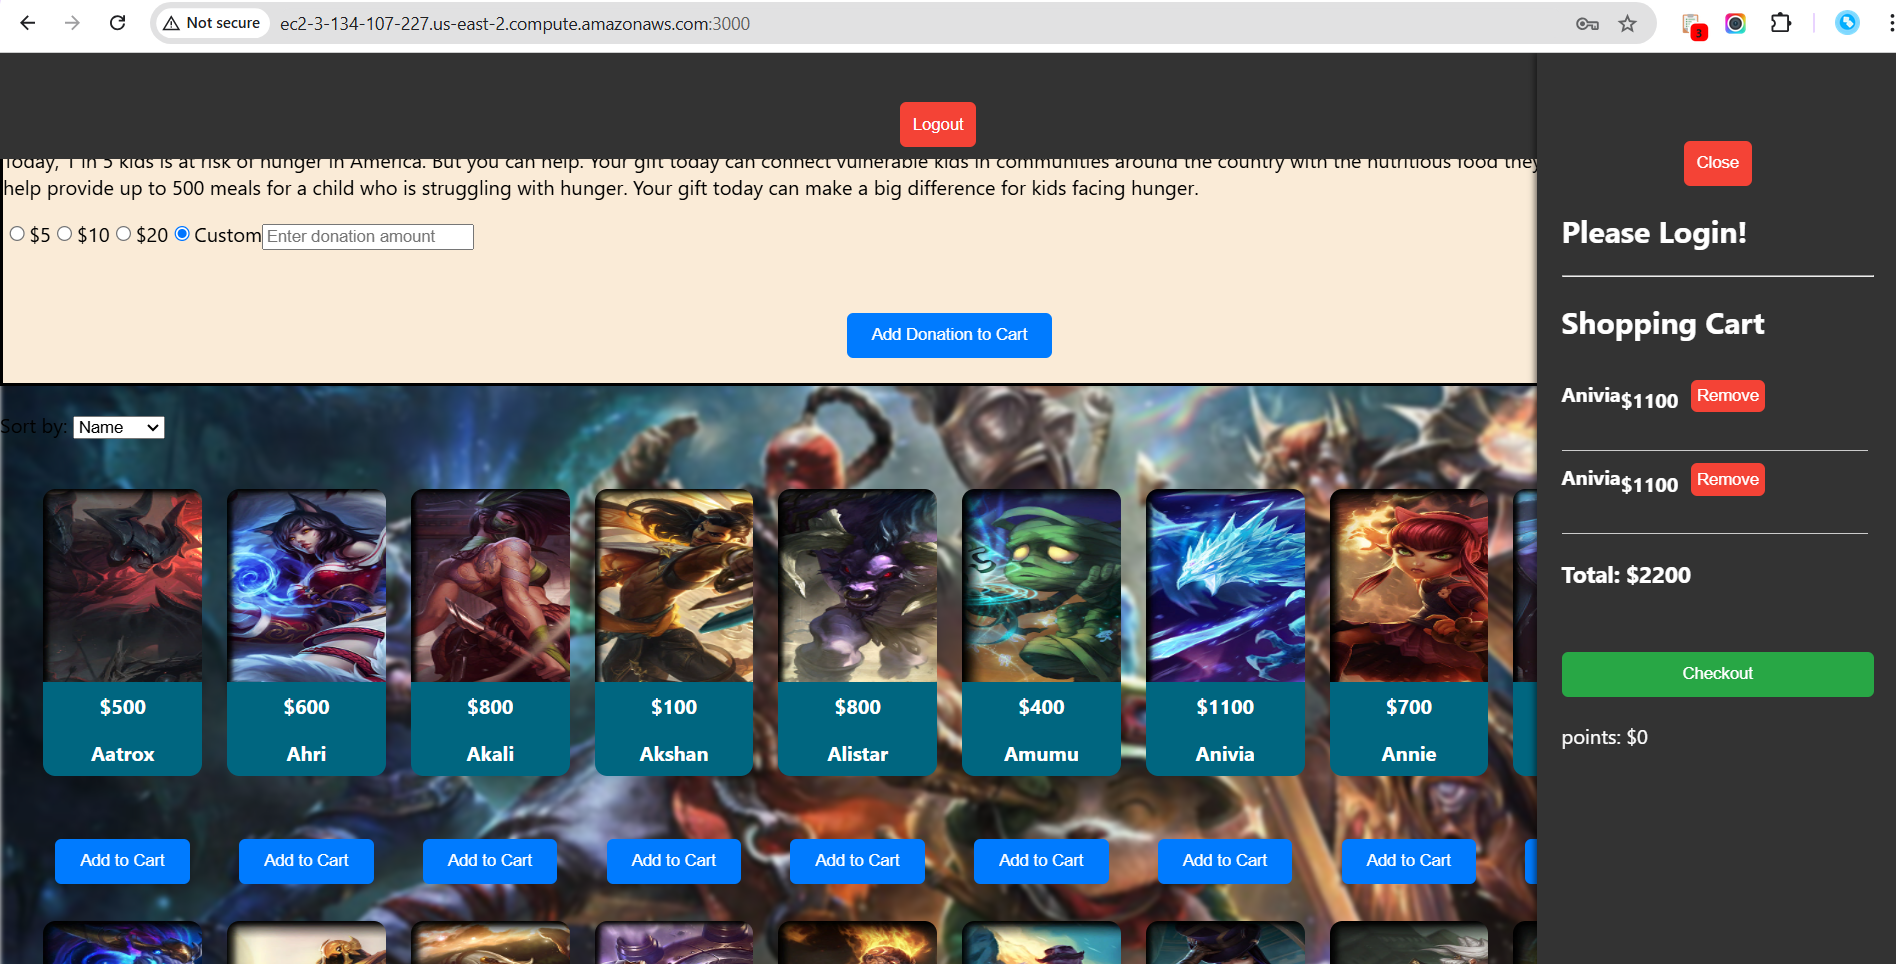 Not secure
ec2-3-134-107-227.us-east-2.compute.amazonaws.com:3000
3
Logout
Today, 1 in 5 kids is at risk of hunger in America. But you can help. Your gift today can connect vulnerable kids in communities around the country with the nutritious food they
help provide up to 500 meals for a child who is struggling with hunger. Your gift today can make a big difference for kids facing hunger.
$5 $10 $20 Custom Enter donation amount
Add Donation to Cart
Sort by: Name
$500 $600 $800 $100 $800 $400 $1100 $700
Aatrox Ahri Akali Akshan Alistar Amumu Anivia Annie
Add to Cart Add to Cart Add to Cart Add to Cart Add to Cart Add to Cart Add to Cart Add to Cart
Close
Please Login!
Shopping Cart
Anivia $1100 Remove
Anivia $1100 Remove
Total: $2200
Checkout
points: $0